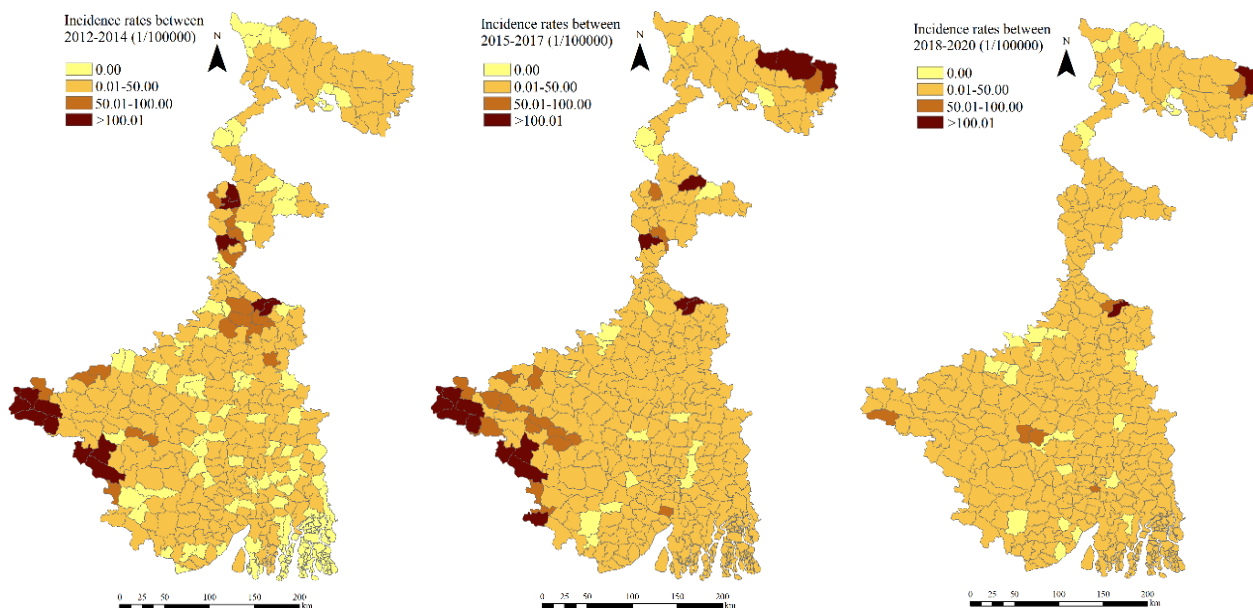 Incidence rates between
2012-2014 (1/100000)
0.00
0.01-50.00
50.01-100.00
>100.01
N
0 50 100 150 200
km
Incidence rates between
2015-2017 (1/100000)
0.00
0.01-50.00
50.01-100.00
>100.01
N
0 50 100 150 200
km
Incidence rates between
2018-2020 (1/100000)
0.00
0.01-50.00
50.01-100.00
>100.01
N
0 50 100 150 200
km